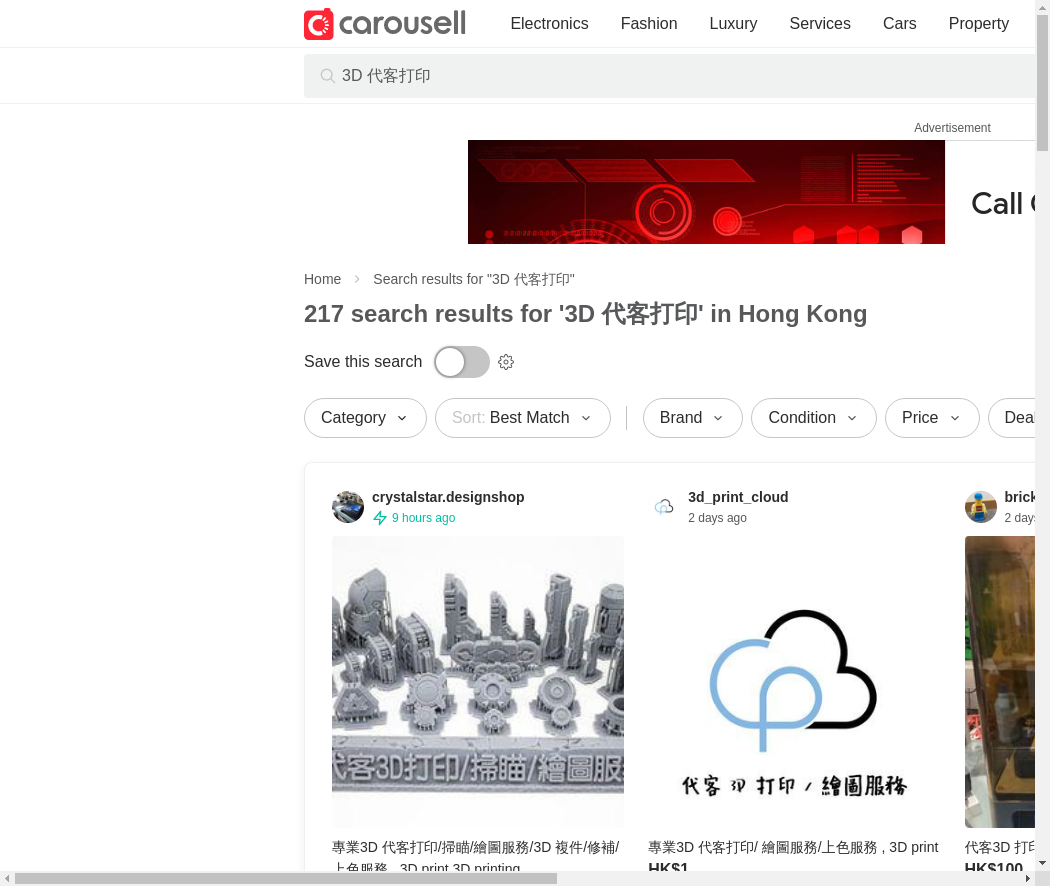 carousell
Electronics
Fashion
Luxury
Services
Cars
Property
3D 代客打印
Advertisement
Call
Home
Search results for "3D 代客打印"
217 search results for '3D 代客打印' in Hong Kong
Save this search
Category
Sort: Best Match
Brand
Condition
Price
crystalstar.designshop
9 hours ago
3d_print_cloud
2 days ago
2
代客3D打印/掃瞄/繪圖服
代客 3D 打印 / 繪圖服務
專業3D 代客打印/掃瞄/繪圖服務/3D 複件/修補/
上色服務 , 3D print 3D printing
專業3D 代客打印/ 繪圖服務/上色服務 , 3D print
HK$1
代客3D
HK$100